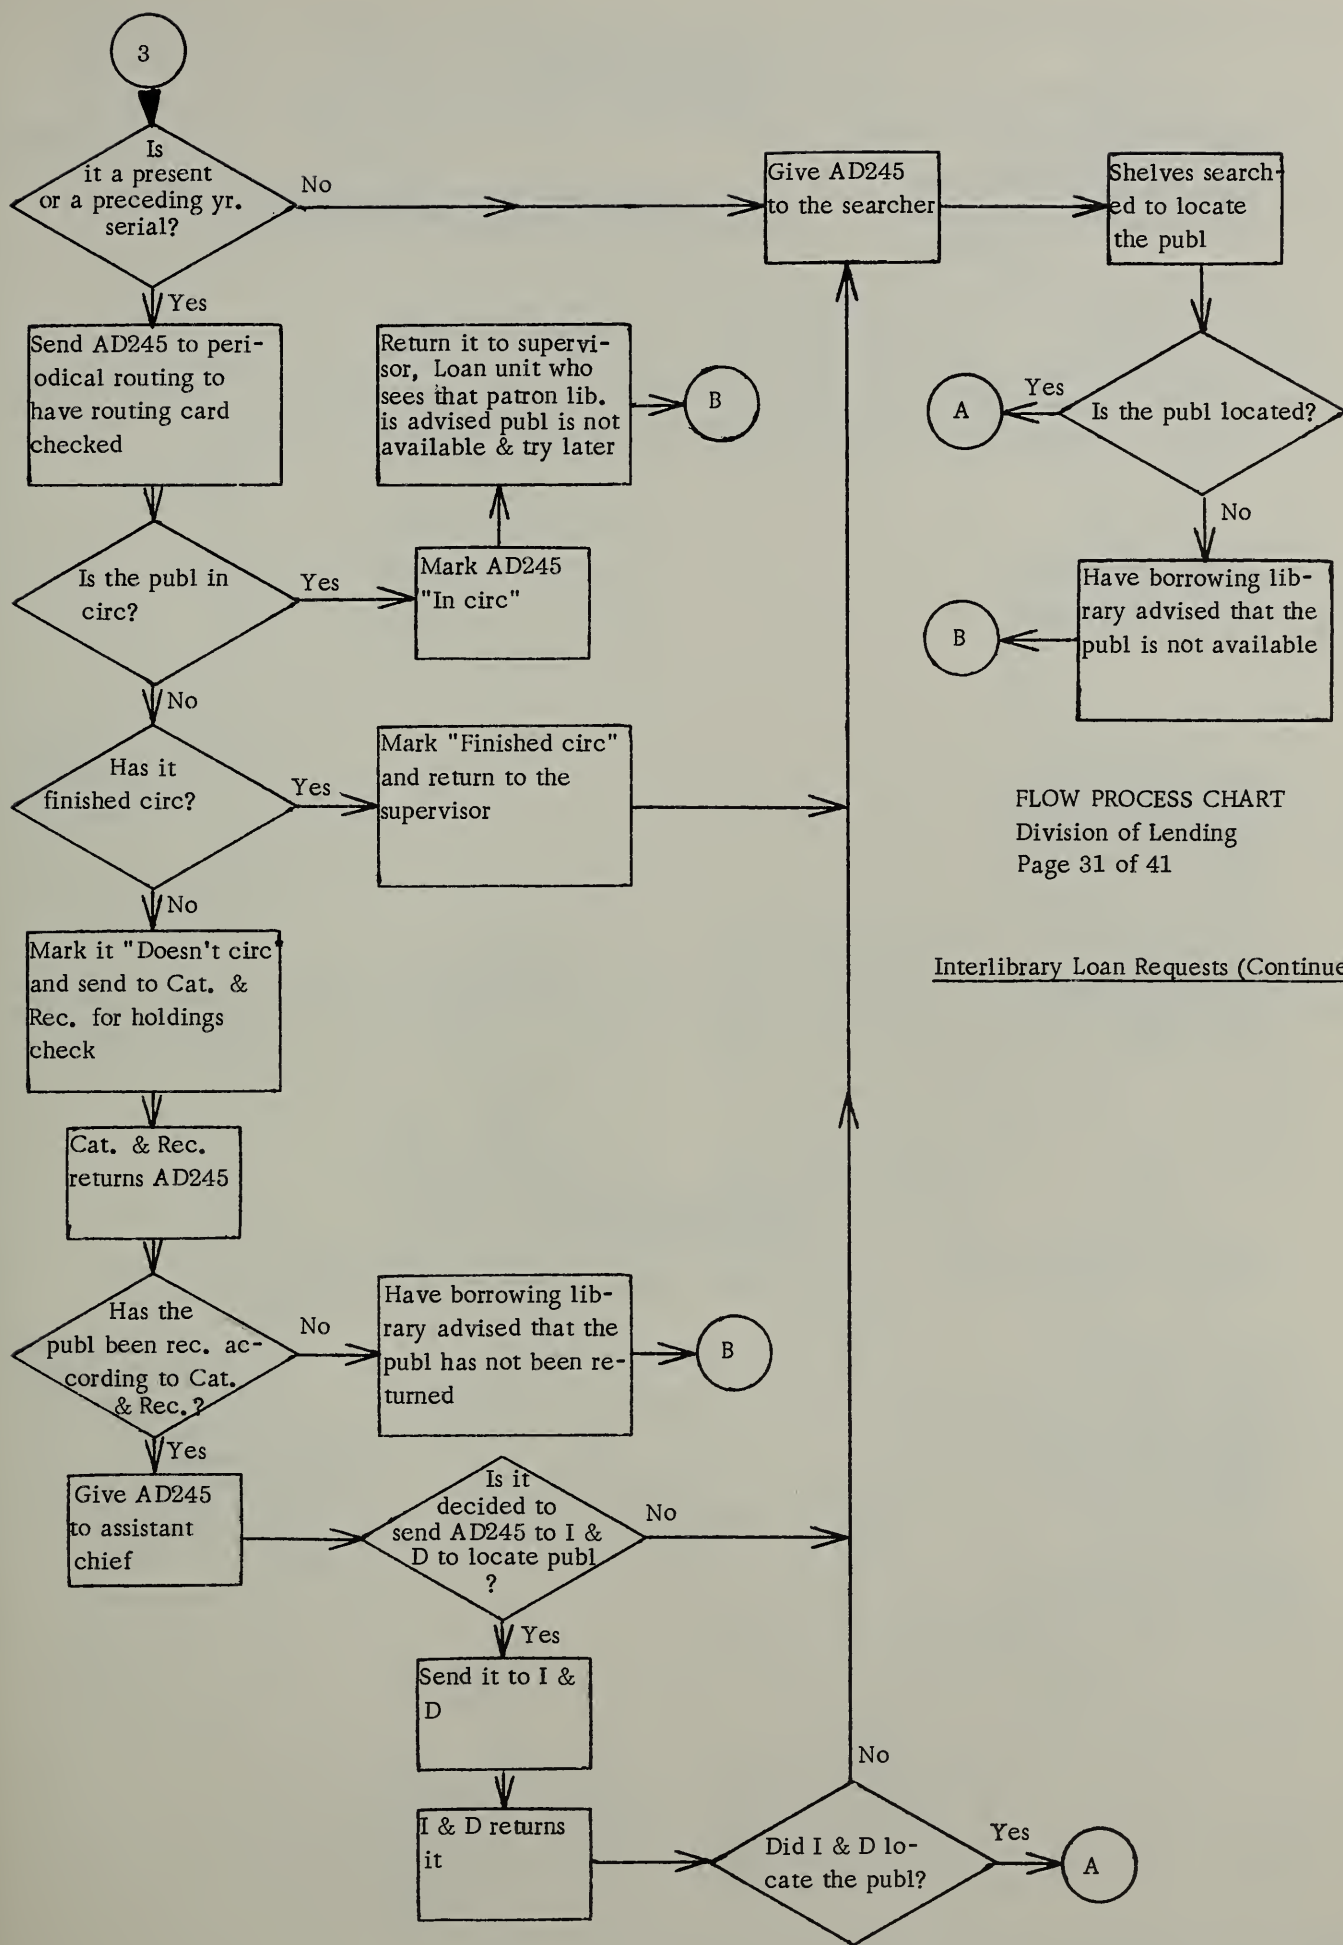 3
Is
it a present
or a preceding yr.
serial?
No
Yes
Give AD245
to the searcher
Shelves search-
ed to locate
the publ
Send AD245 to peri-
odical routing to
have routing card
checked
Return it to supervi-
sor, Loan unit who
sees that patron lib.
is advised publ is not
available & try later
B
Yes
A
Is the publ located?
No
Is the publ in
circ?
Yes
Mark AD245
"In circ"
Have borrowing lib-
rary advised that the
publ is not available
B
No
Has it
finished circ?
Yes
Mark "Finished circ"
and return to the
supervisor
FLOW PROCESS CHART
Division of Lending
Page 31 of 41
No
Mark it "Doesn't circ"
and send to Cat. &
Rec. for holdings
check
Interlibrary Loan Requests (Continue
Cat. & Rec.
returns AD245
Has the
publ been rec. ac-
cording to Cat.
& Rec.?
No
Have borrowing lib-
rary advised that the
publ has not been re-
turned
B
Yes
Give AD245
to assistant
chief
Is it
decided to
send AD245 to I &
D to locate publ
?
No
Yes
Send it to I &
D
No
I & D returns
it
Did I & D lo-
cate the publ?
Yes
A